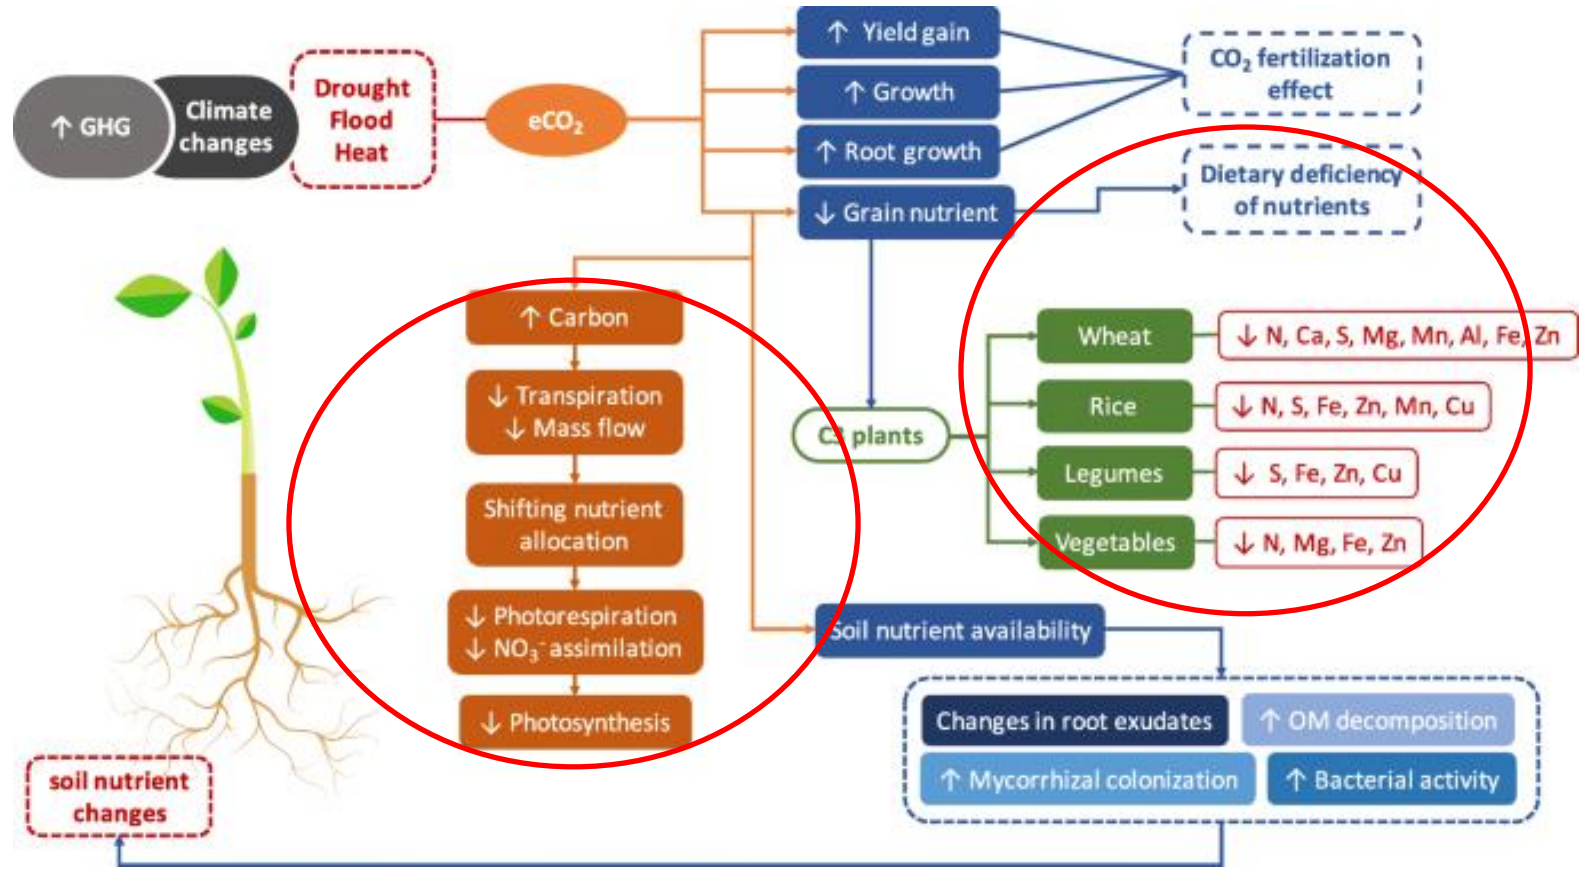 ↑ GHG
Climate
changes
Drought
Flood
Heat
eCO₂
↑ Yield gain
↑ Growth
↑ Root growth
↓ Grain nutrient
CO₂ fertilization
effect
Dietary deficiency
of nutrients
↑ Carbon
↓ Transpiration
↓ Mass flow
Shifting nutrient
allocation
↓ Photorespiration
↓ NO₃⁻ assimilation
↓ Photosynthesis
C3 plants
Wheat
↓ N, Ca, S, Mg, Mn, Al, Fe, Zn
Rice
↓ N, S, Fe, Zn, Mn, Cu
Legumes
↓ S, Fe, Zn, Cu
Vegetables
↓ N, Mg, Fe, Zn
Soil nutrient availability
Changes in root exudates
↑ OM decomposition
↑ Mycorrhizal colonization
↑ Bacterial activity
soil nutrient
changes